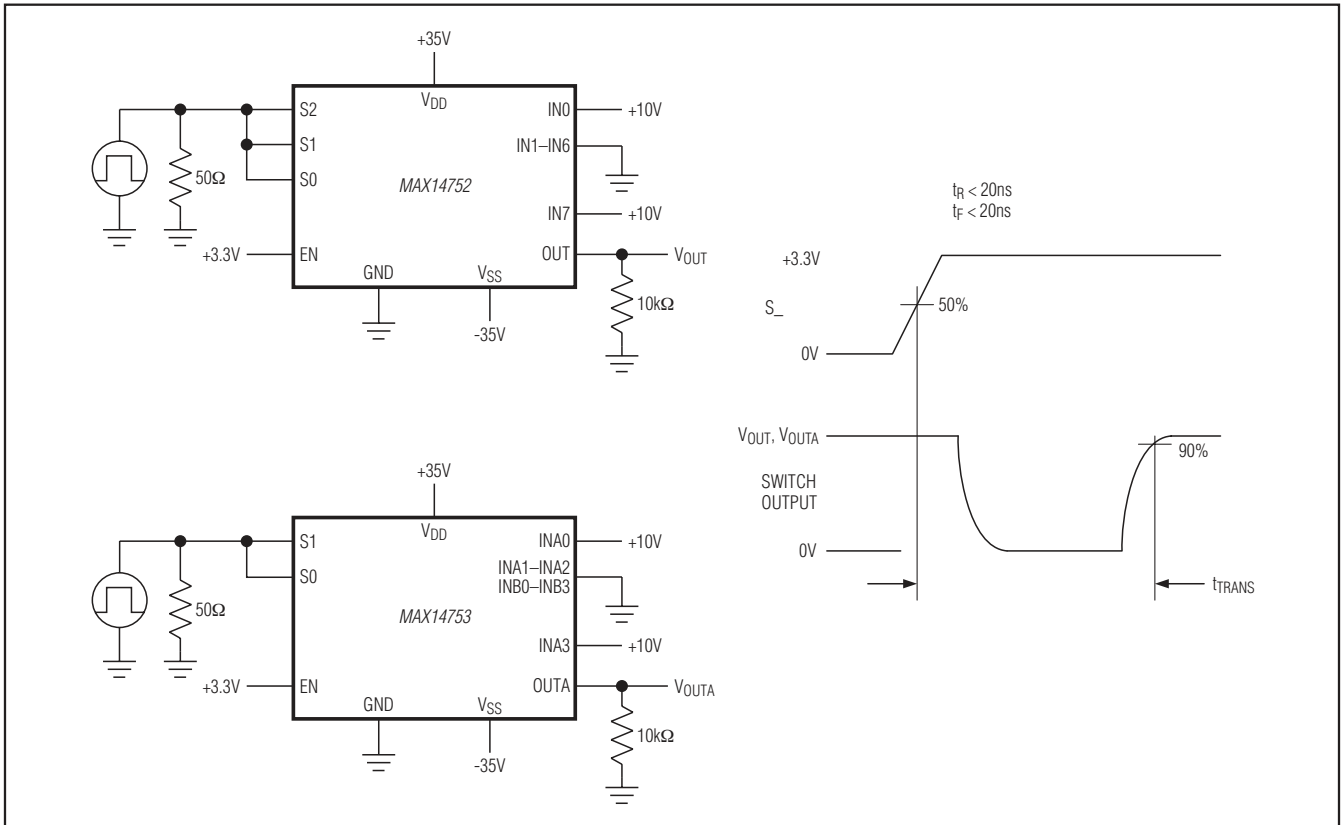 +35V
VDD
S2
S1
S0
50Ω
+3.3V
EN
MAX14752
IN0
+10V
IN1–IN6
IN7
+10V
OUT
VOUT
10kΩ
GND
VSS
-35V
+35V
VDD
S1
S0
50Ω
+3.3V
EN
MAX14753
INA0
+10V
INA1–INA2
INB0–INB3
INA3
+10V
OUTA
VOUTA
10kΩ
GND
VSS
-35V
tR < 20ns
tF < 20ns
+3.3V
S_
50%
0V
VOUT, VOUTA
90%
SWITCH
OUTPUT
0V
tTRANS